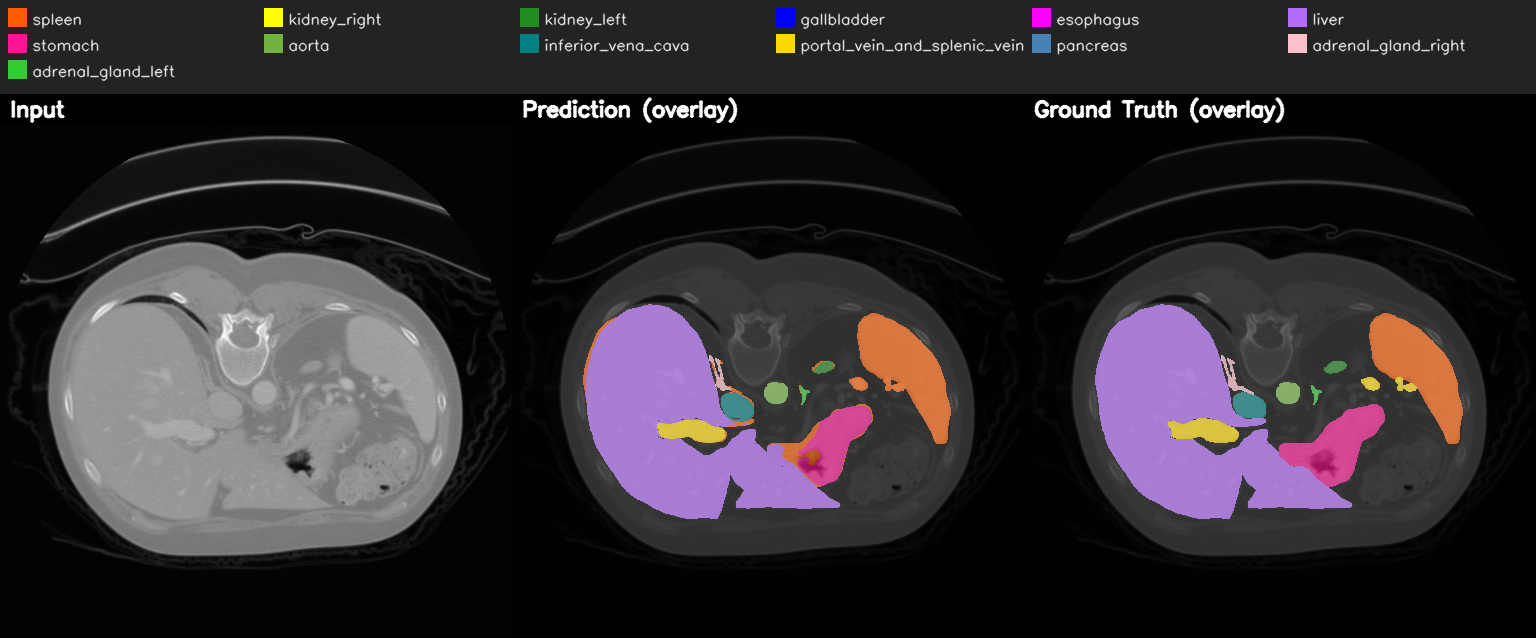 spleen kidney_right kidney_left gallbladder esophagus liver
stomach aorta inferior_vena_cava portal_vein_and_splenic_vein pancreas adrenal_gland_right
adrenal_gland_left
Input Prediction (overlay) Ground Truth (overlay)